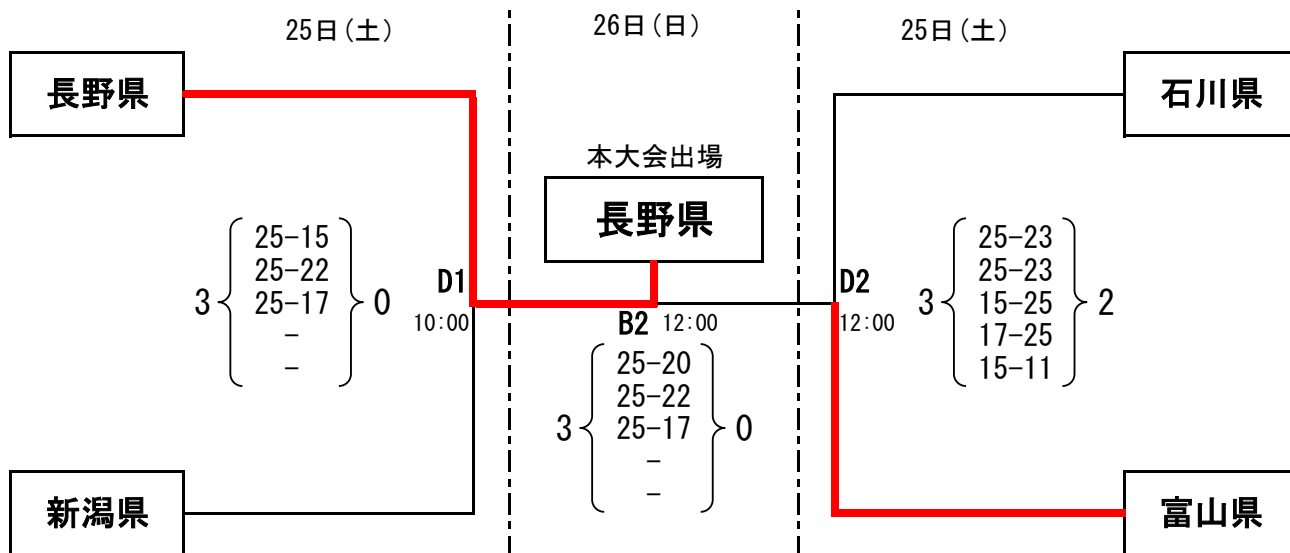 25日(土)
26日(日)
25日(土)
長野県
石川県
本大会出場
長野県
3
25-15
25-22
25-17
-
-
0
D1
10:00
B2 12:00
3
25-20
25-22
25-17
-
-
0
D2
12:00
3
25-23
25-23
15-25
17-25
15-11
2
新潟県
富山県